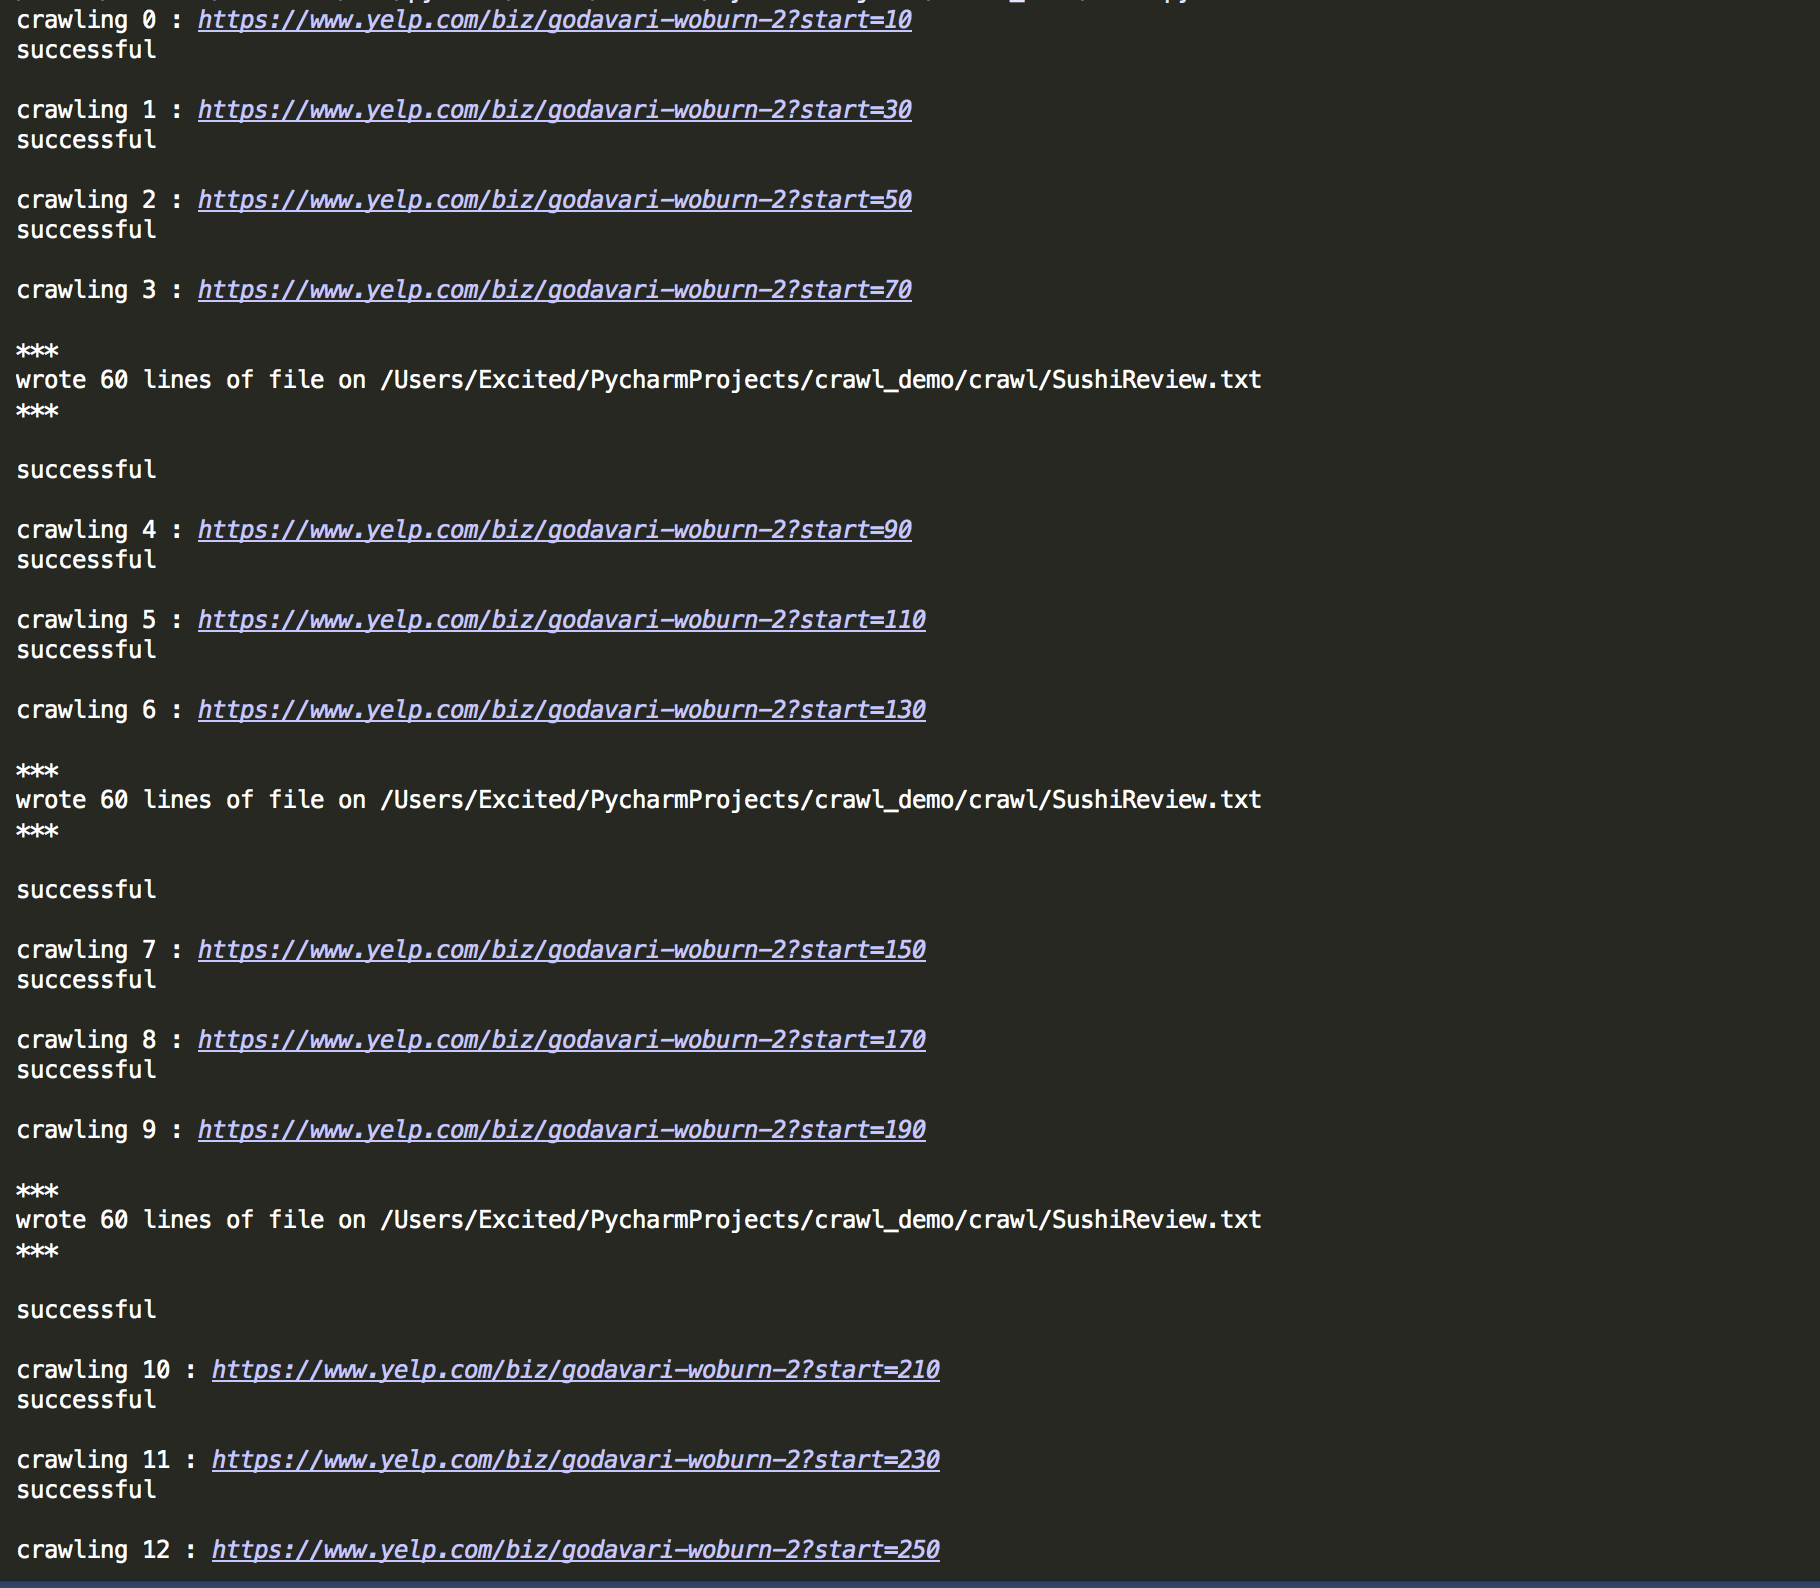 crawling 0 : https://www.yelp.com/biz/godavari-woburn-2?start=10
successful
crawling 1 : https://www.yelp.com/biz/godavari-woburn-2?start=30
successful
crawling 2 : https://www.yelp.com/biz/godavari-woburn-2?start=50
successful
crawling 3 : https://www.yelp.com/biz/godavari-woburn-2?start=70
***
wrote 60 lines of file on /Users/Excited/PycharmProjects/crawl_demo/crawl/SushiReview.txt
***
successful
crawling 4 : https://www.yelp.com/biz/godavari-woburn-2?start=90
successful
crawling 5 : https://www.yelp.com/biz/godavari-woburn-2?start=110
successful
crawling 6 : https://www.yelp.com/biz/godavari-woburn-2?start=130
***
wrote 60 lines of file on /Users/Excited/PycharmProjects/crawl_demo/crawl/SushiReview.txt
***
successful
crawling 7 : https://www.yelp.com/biz/godavari-woburn-2?start=150
successful
crawling 8 : https://www.yelp.com/biz/godavari-woburn-2?start=170
successful
crawling 9 : https://www.yelp.com/biz/godavari-woburn-2?start=190
***
wrote 60 lines of file on /Users/Excited/PycharmProjects/crawl_demo/crawl/SushiReview.txt
***
successful
crawling 10 : https://www.yelp.com/biz/godavari-woburn-2?start=210
successful
crawling 11 : https://www.yelp.com/biz/godavari-woburn-2?start=230
successful
crawling 12 : https://www.yelp.com/biz/godavari-woburn-2?start=250